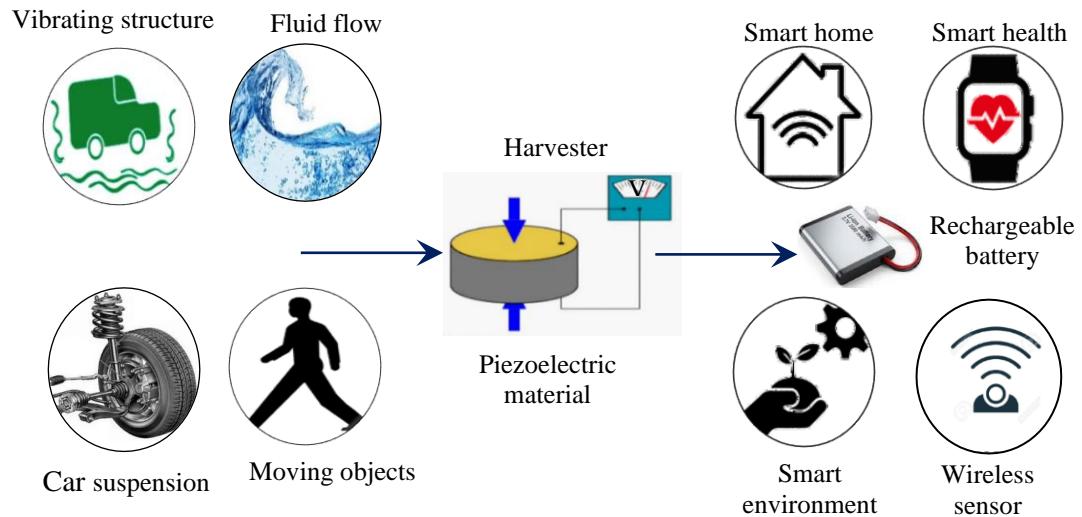 Vibrating structure
Fluid flow
Smart home
Smart health
Harvester
V
Rechargeable
battery
Piezoelectric
material
Car suspension
Moving objects
Smart
environment
Wireless
sensor